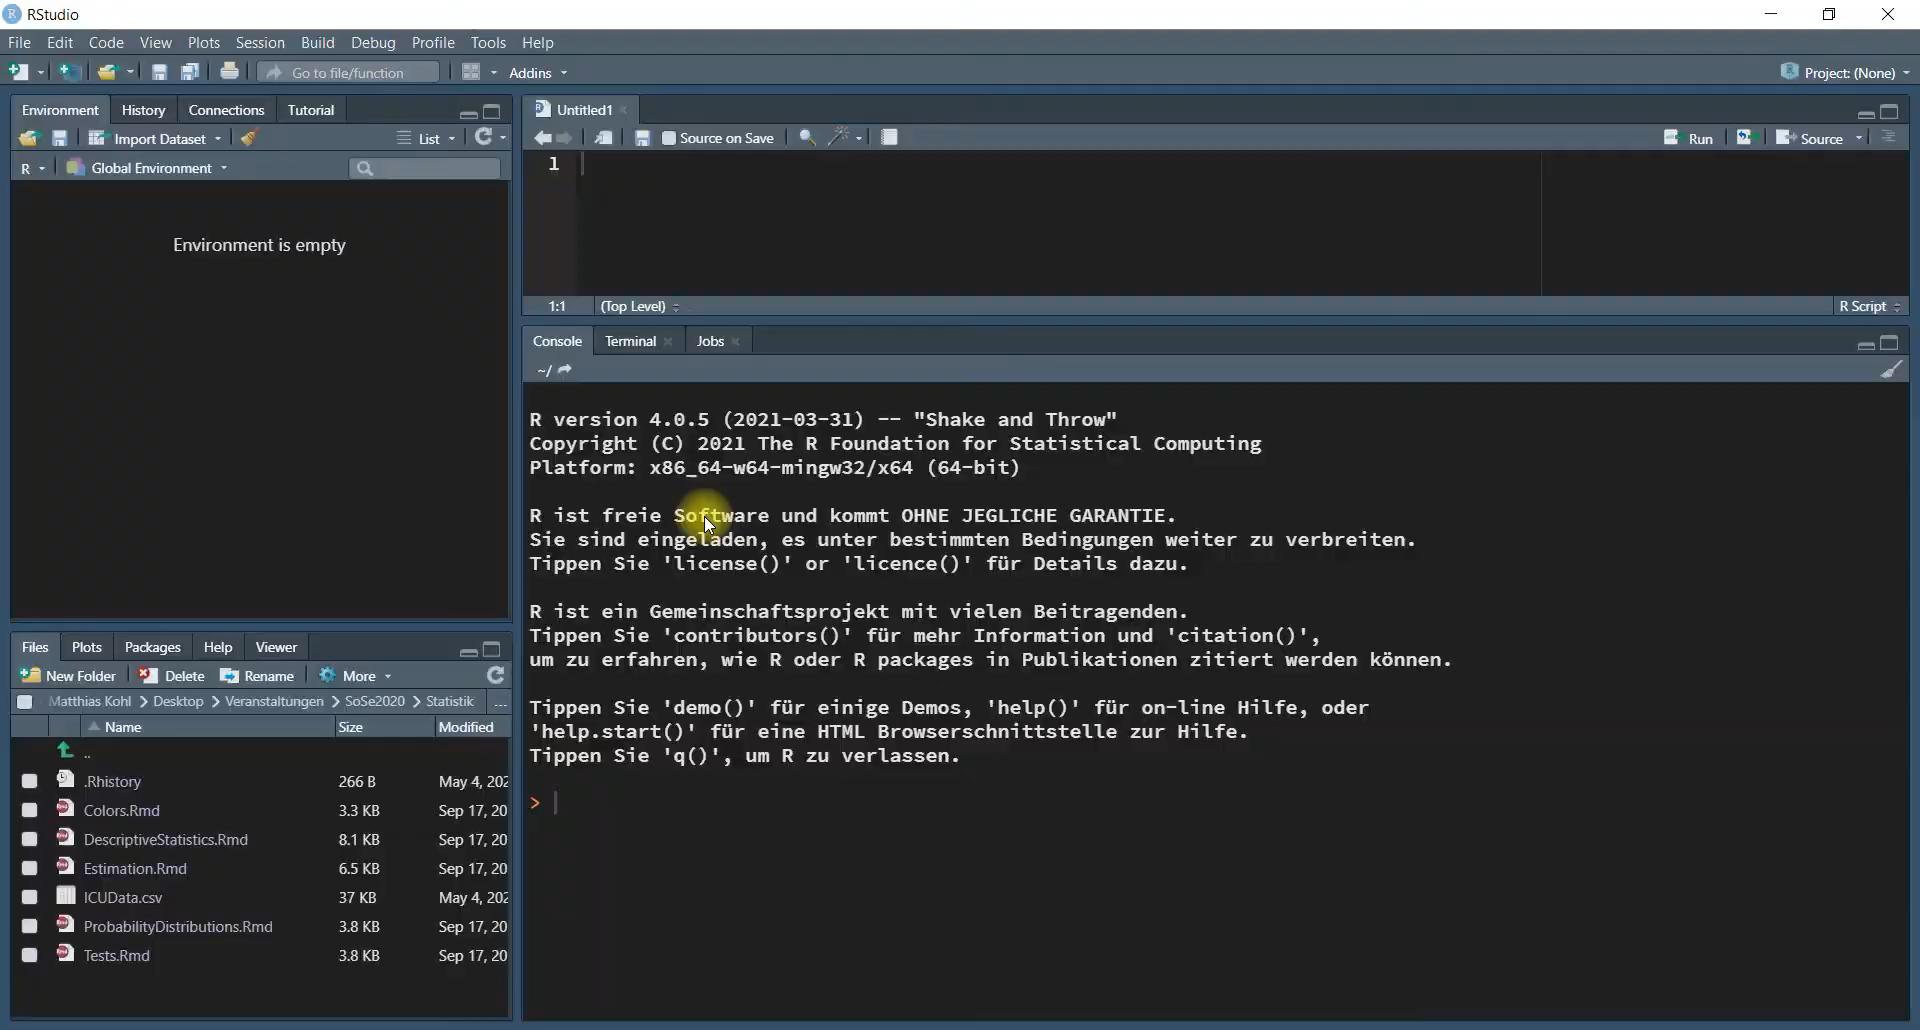 RStudio
File Edit Code View Plots Session Build Debug Profile Tools Help
Go to file/function Addins Project: (None)
Environment History Connections Tutorial
Import Dataset List
R Global Environment
Environment is empty
Files Plots Packages Help Viewer
New Folder Delete Rename More
Matthias Kohl > Desktop > Veranstaltungen > SoSe2020 > Statistik ...
Name Size Modified
..
.Rhistory 266 B May 4, 202
Colors.Rmd 3.3 KB Sep 17, 20
DescriptiveStatistics.Rmd 8.1 KB Sep 17, 20
Estimation.Rmd 6.5 KB Sep 17, 20
ICUData.csv 37 KB May 4, 202
ProbabilityDistributions.Rmd 3.8 KB Sep 17, 20
Tests.Rmd 3.8 KB Sep 17, 20
Untitled1
Source on Save Run Source
1
1:1 (Top Level) R Script
Console Terminal Jobs
~/
R version 4.0.5 (2021-03-31) -- "Shake and Throw"
Copyright (C) 2021 The R Foundation for Statistical Computing
Platform: x86_64-w64-mingw32/x64 (64-bit)
R ist freie Software und kommt OHNE JEGLICHE GARANTIE.
Sie sind eingeladen, es unter bestimmten Bedingungen weiter zu verbreiten.
Tippen Sie 'license()' or 'licence()' für Details dazu.
R ist ein Gemeinschaftsprojekt mit vielen Beitragenden.
Tippen Sie 'contributors()' für mehr Information und 'citation()',
um zu erfahren, wie R oder R packages in Publikationen zitiert werden können.
Tippen Sie 'demo()' für einige Demos, 'help()' für on-line Hilfe, oder
'help.start()' für eine HTML Browserschnittstelle zur Hilfe.
Tippen Sie 'q()', um R zu verlassen.
>